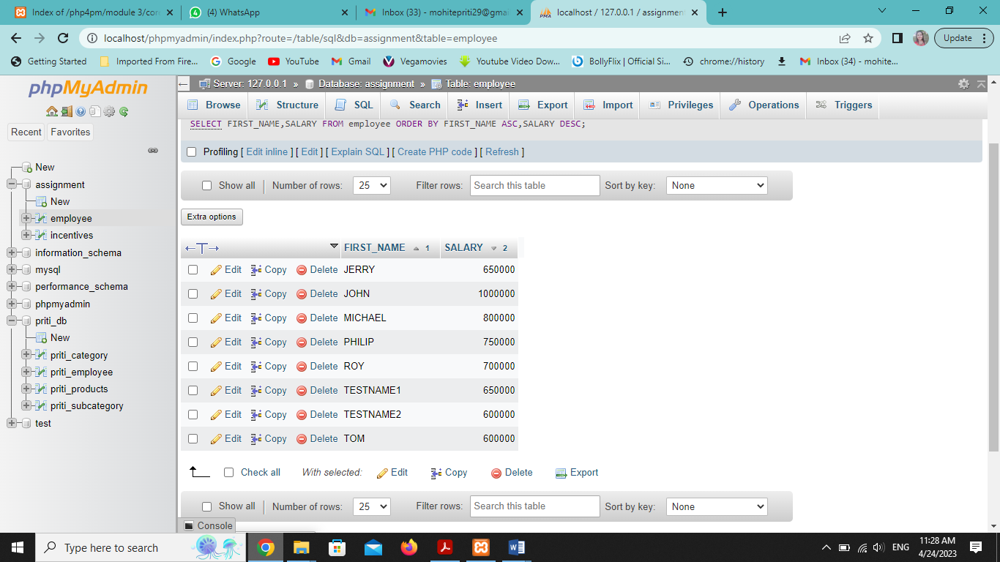 Index of /php4pm/module 3/cor
(4) WhatsApp
Inbox (33) - mohitepriti29@gmai
localhost / 127.0.0.1 / assignmen
localhost/phpmyadmin/index.php?route=/table/sql&db=assignment&table=employee
Update
Getting Started
Imported From Fire...
Google
YouTube
Gmail
Vegamovies
Youtube Video Dow...
BollyFlix | Official Si...
chrome://history
Inbox (34) - mohite...
phpMyAdmin
Recent
Favorites
New
assignment
New
employee
incentives
information_schema
mysql
performance_schema
phpmyadmin
priti_db
New
priti_category
priti_employee
priti_products
priti_subcategory
test
Server: 127.0.0.1 » Database: assignment » Table: employee
Browse Structure SQL Search Insert Export Import Privileges Operations Triggers
SELECT FIRST_NAME,SALARY FROM employee ORDER BY FIRST_NAME ASC,SALARY DESC;
Profiling [ Edit inline ] [ Edit ] [ Explain SQL ] [ Create PHP code ] [ Refresh ]
Show all Number of rows: 25 Filter rows: Search this table Sort by key: None
Extra options
←T→ FIRST_NAME 1 SALARY 2
Edit Copy Delete JERRY 650000
Edit Copy Delete JOHN 1000000
Edit Copy Delete MICHAEL 800000
Edit Copy Delete PHILIP 750000
Edit Copy Delete ROY 700000
Edit Copy Delete TESTNAME1 650000
Edit Copy Delete TESTNAME2 600000
Edit Copy Delete TOM 600000
Check all With selected: Edit Copy Delete Export
Show all Number of rows: 25 Filter rows: Search this table Sort by key: None
Console
Type here to search
ENG
11:28 AM
4/24/2023